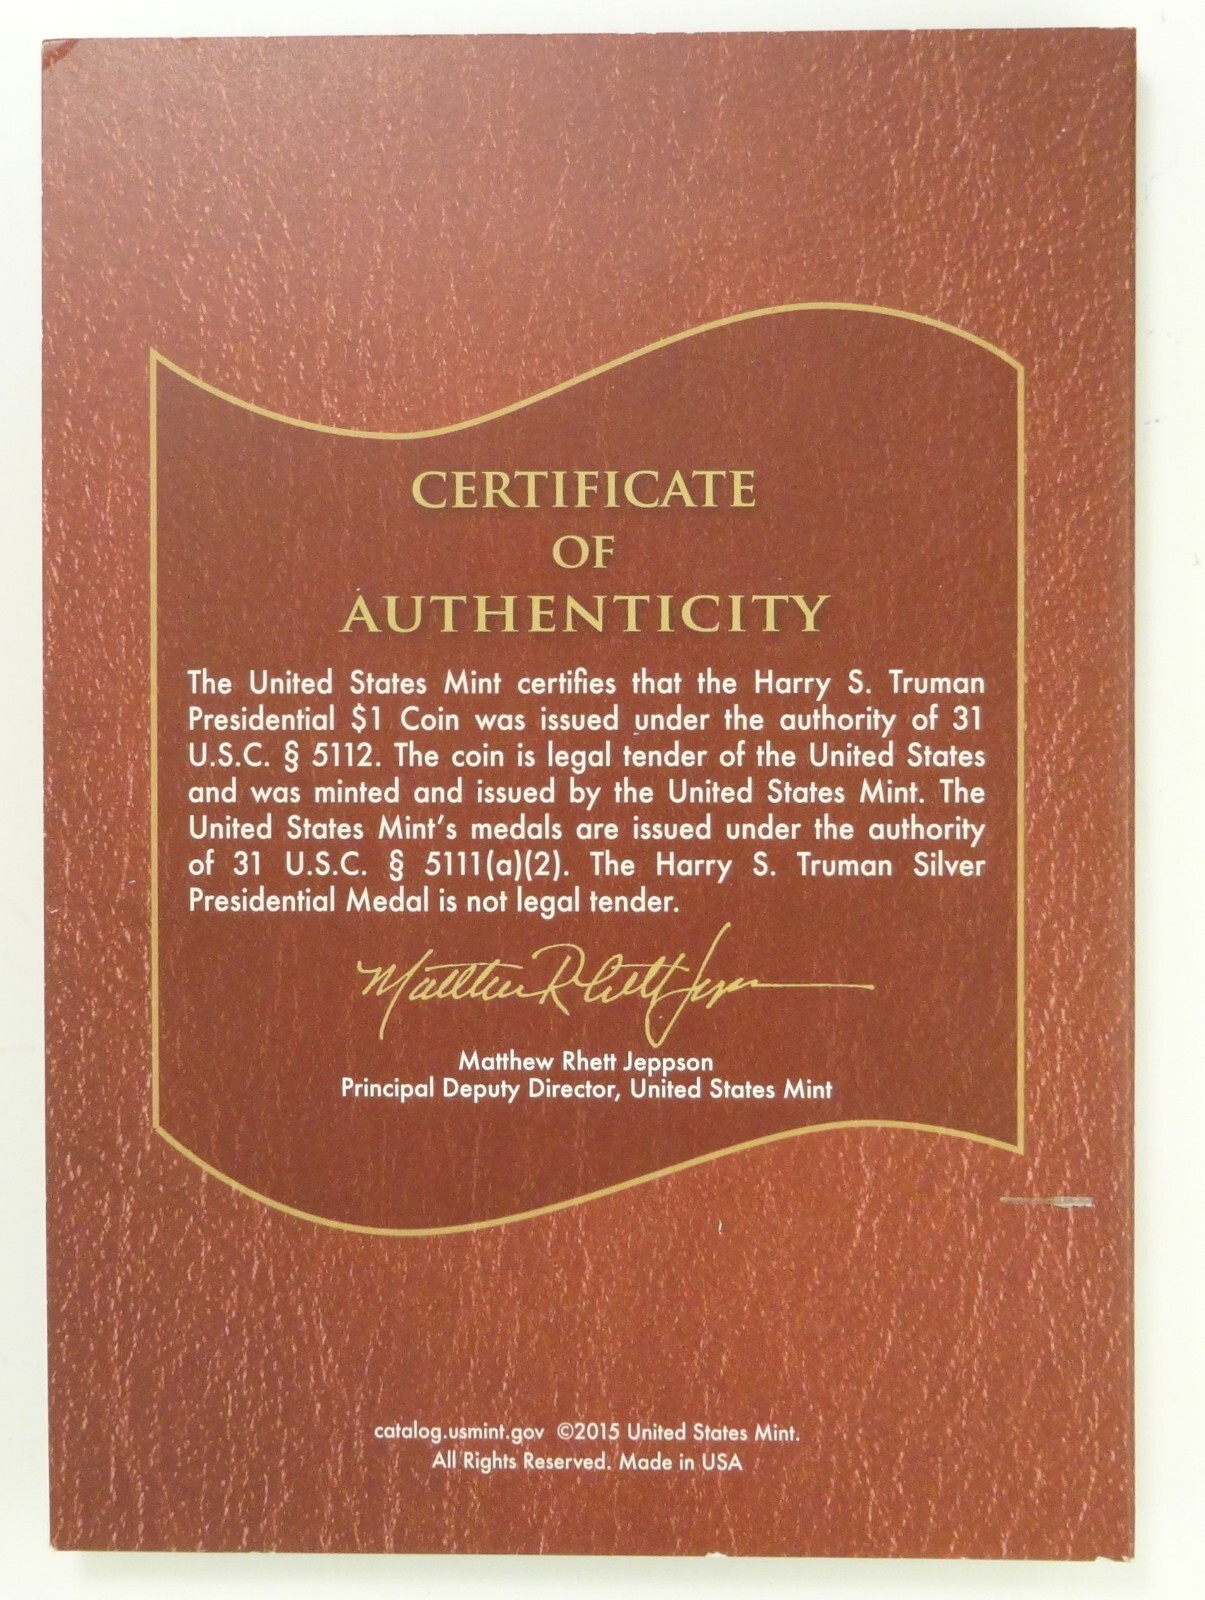 CERTIFICATE
OF
AUTHENTICITY
The United States Mint certifies that the Harry S. Truman
Presidential $1 Coin was issued under the authority of 31
U.S.C. § 5112. The coin is legal tender of the United States
and was minted and issued by the United States Mint. The
United States Mint's medals are issued under the authority
of 31 U.S.C. § 5111(a)(2). The Harry S. Truman Silver
Presidential Medal is not legal tender.
Matthew Rhett Jeppson
Matthew Rhett Jeppson
Principal Deputy Director, United States Mint
catalog.usmint.gov ©2015 United States Mint.
All Rights Reserved. Made in USA